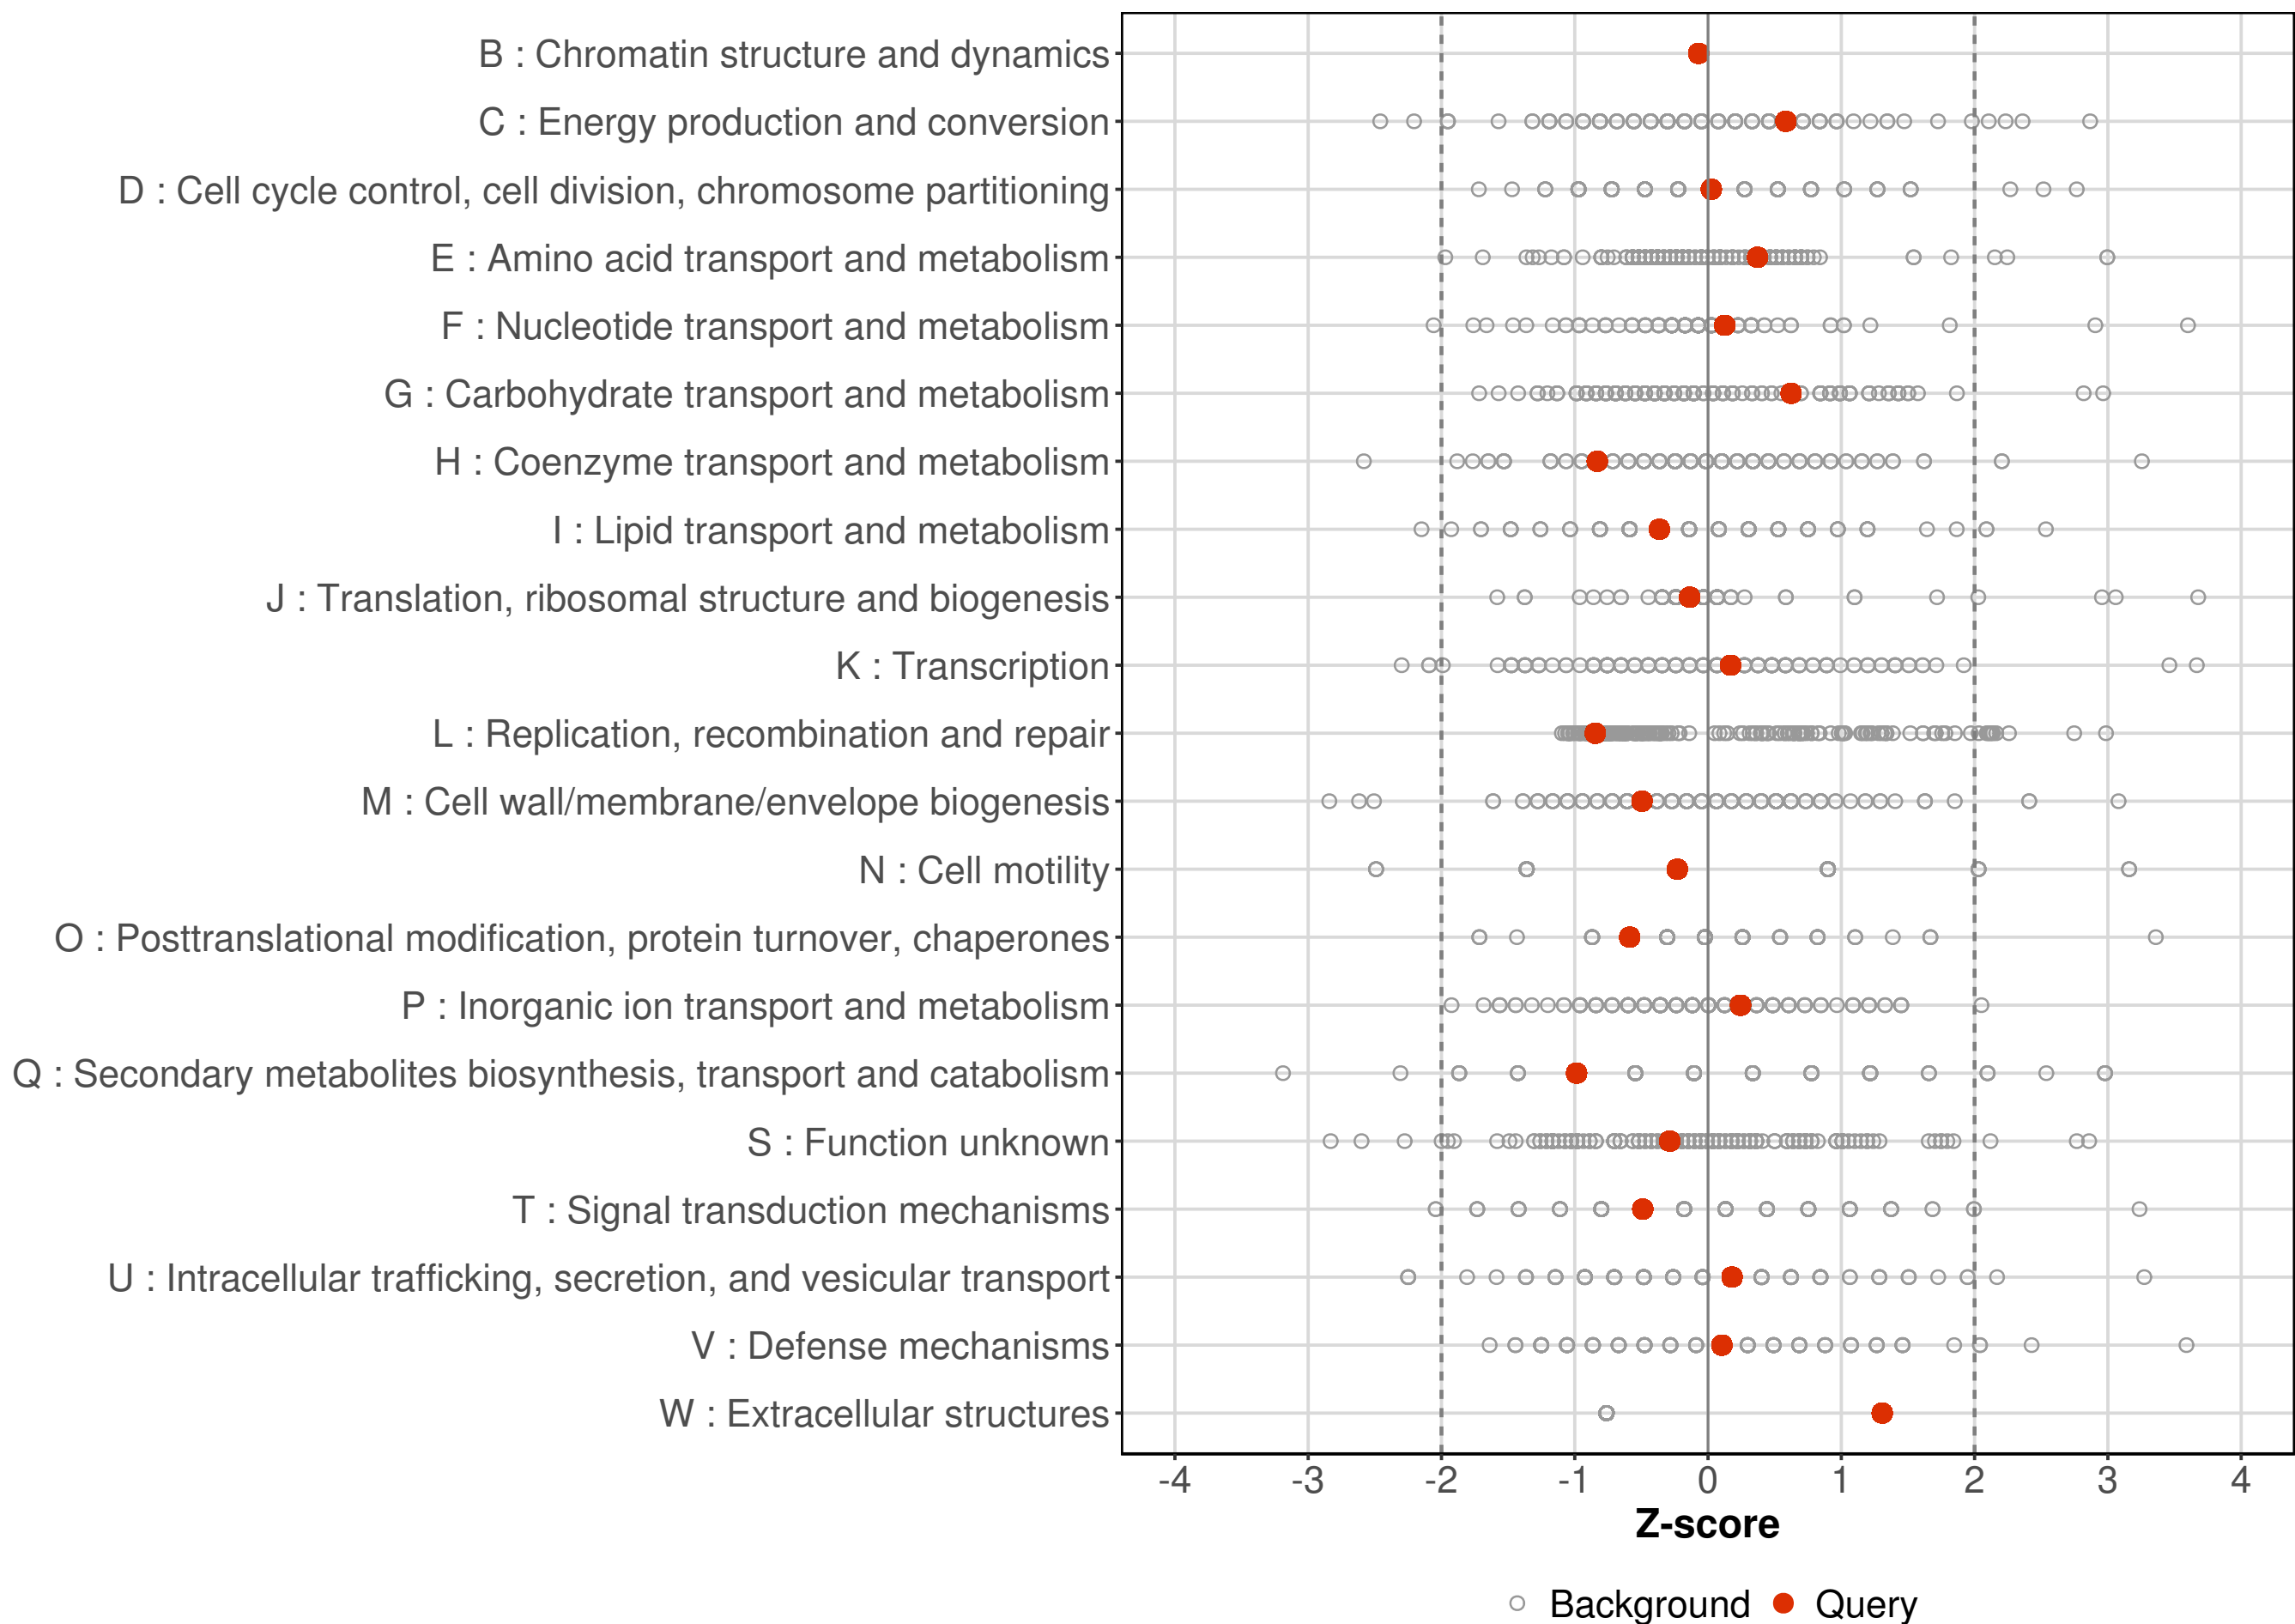 B : Chromatin structure and dynamics
C : Energy production and conversion
D : Cell cycle control, cell division, chromosome partitioning
E : Amino acid transport and metabolism
F : Nucleotide transport and metabolism
G : Carbohydrate transport and metabolism
H : Coenzyme transport and metabolism
I : Lipid transport and metabolism
J : Translation, ribosomal structure and biogenesis
K : Transcription
L : Replication, recombination and repair
M : Cell wall/membrane/envelope biogenesis
N : Cell motility
O : Posttranslational modification, protein turnover, chaperones
P : Inorganic ion transport and metabolism
Q : Secondary metabolites biosynthesis, transport and catabolism
S : Function unknown
T : Signal transduction mechanisms
U : Intracellular trafficking, secretion, and vesicular transport
V : Defense mechanisms
W : Extracellular structures
-4 -3 -2 -1 0 1 2 3 4
Z-score
Background Query